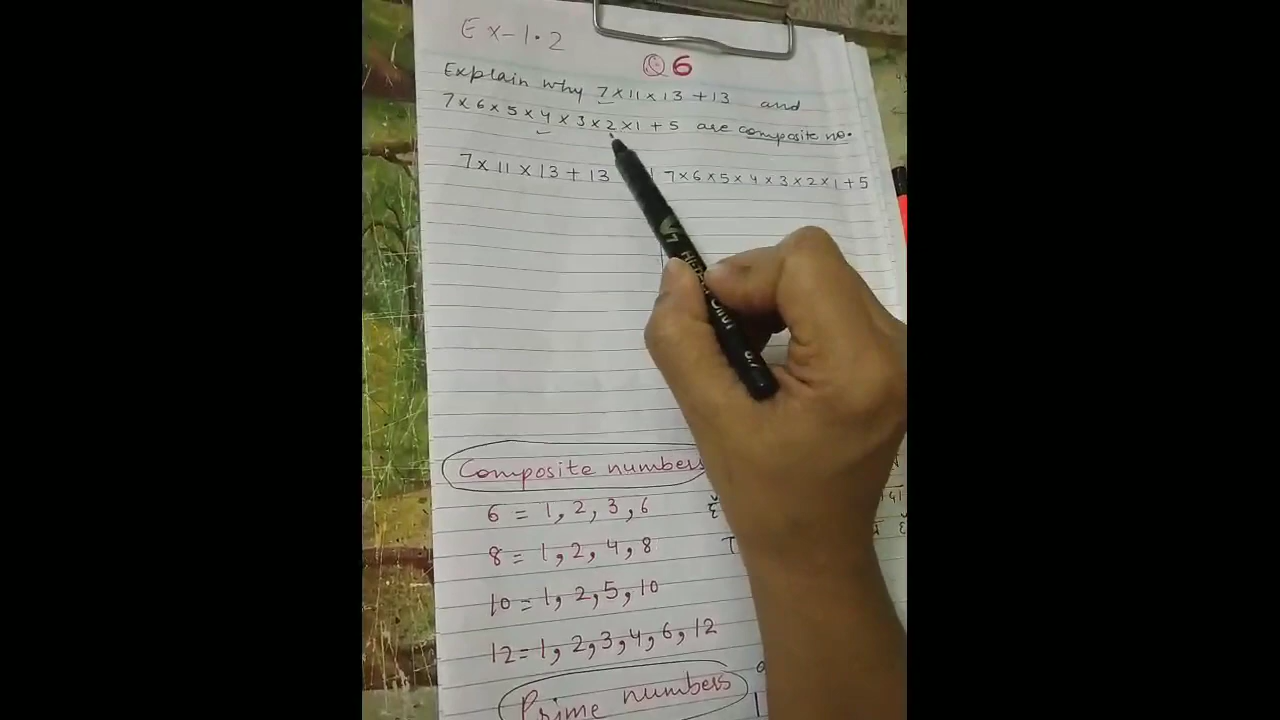 Ex-1.2
Q6
Explain why 7×11×13+13 and
7×6×5×4×3×2×1+5 are composite no.
7×11×13+13 7×6×5×4×3×2×1+5
Composite numbers
6 = 1, 2, 3, 6
8 = 1, 2, 4, 8
10 = 1, 2, 5, 10
12 = 1, 2, 3, 4, 6, 12
Prime numbers